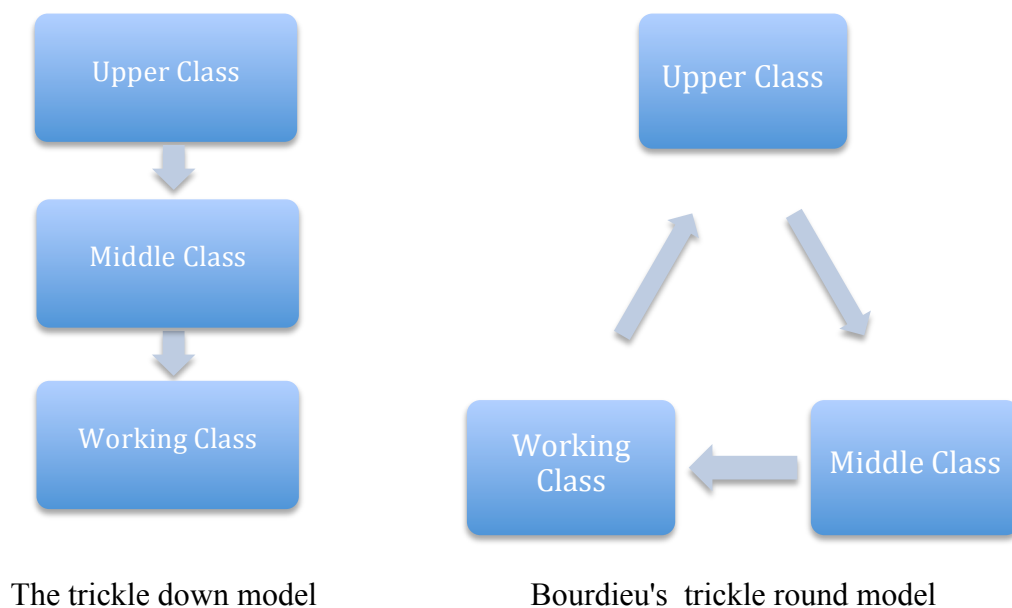 Upper Class
Middle Class
Working Class
The trickle down model
Upper Class
Working
Class
Middle Class
Bourdieu's  trickle round model